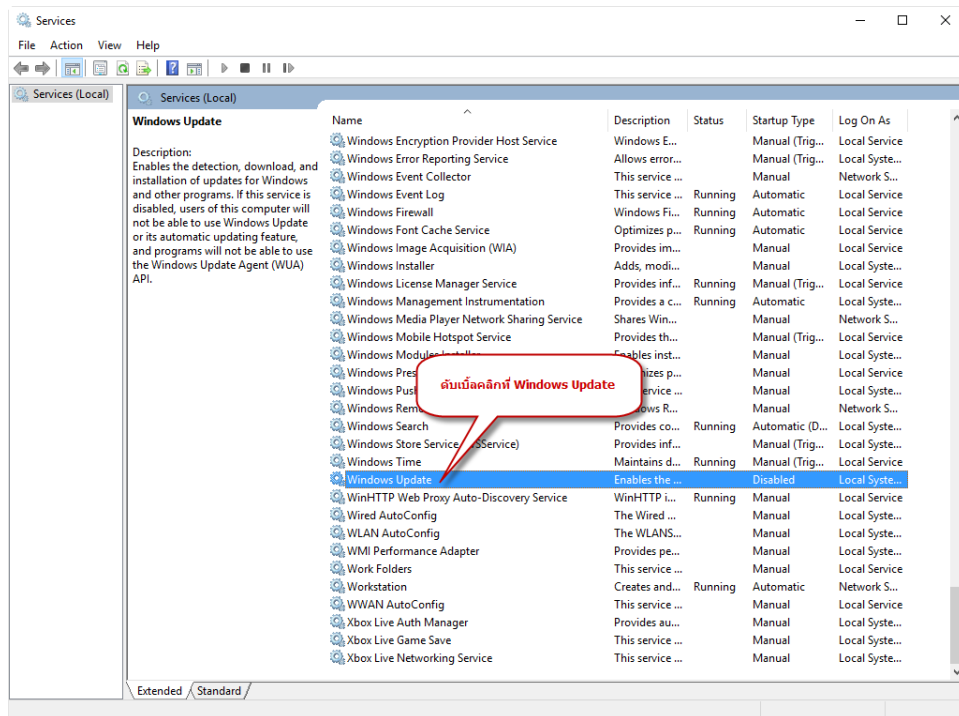 Services
File Action View Help
Services (Local)
Services (Local)
Windows Update
Description:
Enables the detection, download, and
installation of updates for Windows
and other programs. If this service is
disabled, users of this computer will
not be able to use Windows Update
or its automatic updating feature,
and programs will not be able to use
the Windows Update Agent (WUA)
API.
Name Description Status Startup Type Log On As
Windows Encryption Provider Host Service Windows E... Manual (Trig... Local Service
Windows Error Reporting Service Allows error... Manual (Trig... Local Syste...
Windows Event Collector This service ... Manual Network S...
Windows Event Log This service ... Running Automatic Local Service
Windows Firewall Windows Fi... Running Automatic Local Service
Windows Font Cache Service Optimizes p... Running Automatic Local Service
Windows Image Acquisition (WIA) Provides im... Manual Local Service
Windows Installer Adds, modi... Manual Local Syste...
Windows License Manager Service Provides inf... Running Manual (Trig... Local Service
Windows Management Instrumentation Provides a c... Running Automatic Local Syste...
Windows Media Player Network Sharing Service Shares Win... Manual Network S...
Windows Mobile Hotspot Service Provides th... Manual (Trig... Local Service
Windows Modules Installer Enables inst... Manual Local Syste...
Windows Pres Manual Local Service
ดับเบิ้ลคลิกที่ Windows Update
Windows Pus Manual Local Syste...
Windows Rem Manual Network S...
Windows Search Provides co... Running Automatic (D... Local Syste...
Windows Store Service Provides inf... Manual (Trig... Local Syste...
Windows Time Maintains d... Running Manual (Trig... Local Service
Windows Update Enables the ... Disabled Local Syste...
WinHTTP Web Proxy Auto-Discovery Service WinHTTP i... Running Manual Local Service
Wired AutoConfig The Wired ... Manual Local Syste...
WLAN AutoConfig The WLANS... Manual Local Syste...
WMI Performance Adapter Provides pe... Manual Local Syste...
Work Folders This service ... Manual Local Service
Workstation Creates and... Running Automatic Network S...
WWAN AutoConfig This service ... Manual Local Service
Xbox Live Auth Manager Provides au... Manual Local Syste...
Xbox Live Game Save This service ... Manual Local Syste...
Xbox Live Networking Service This service ... Manual Local Syste...
Extended Standard